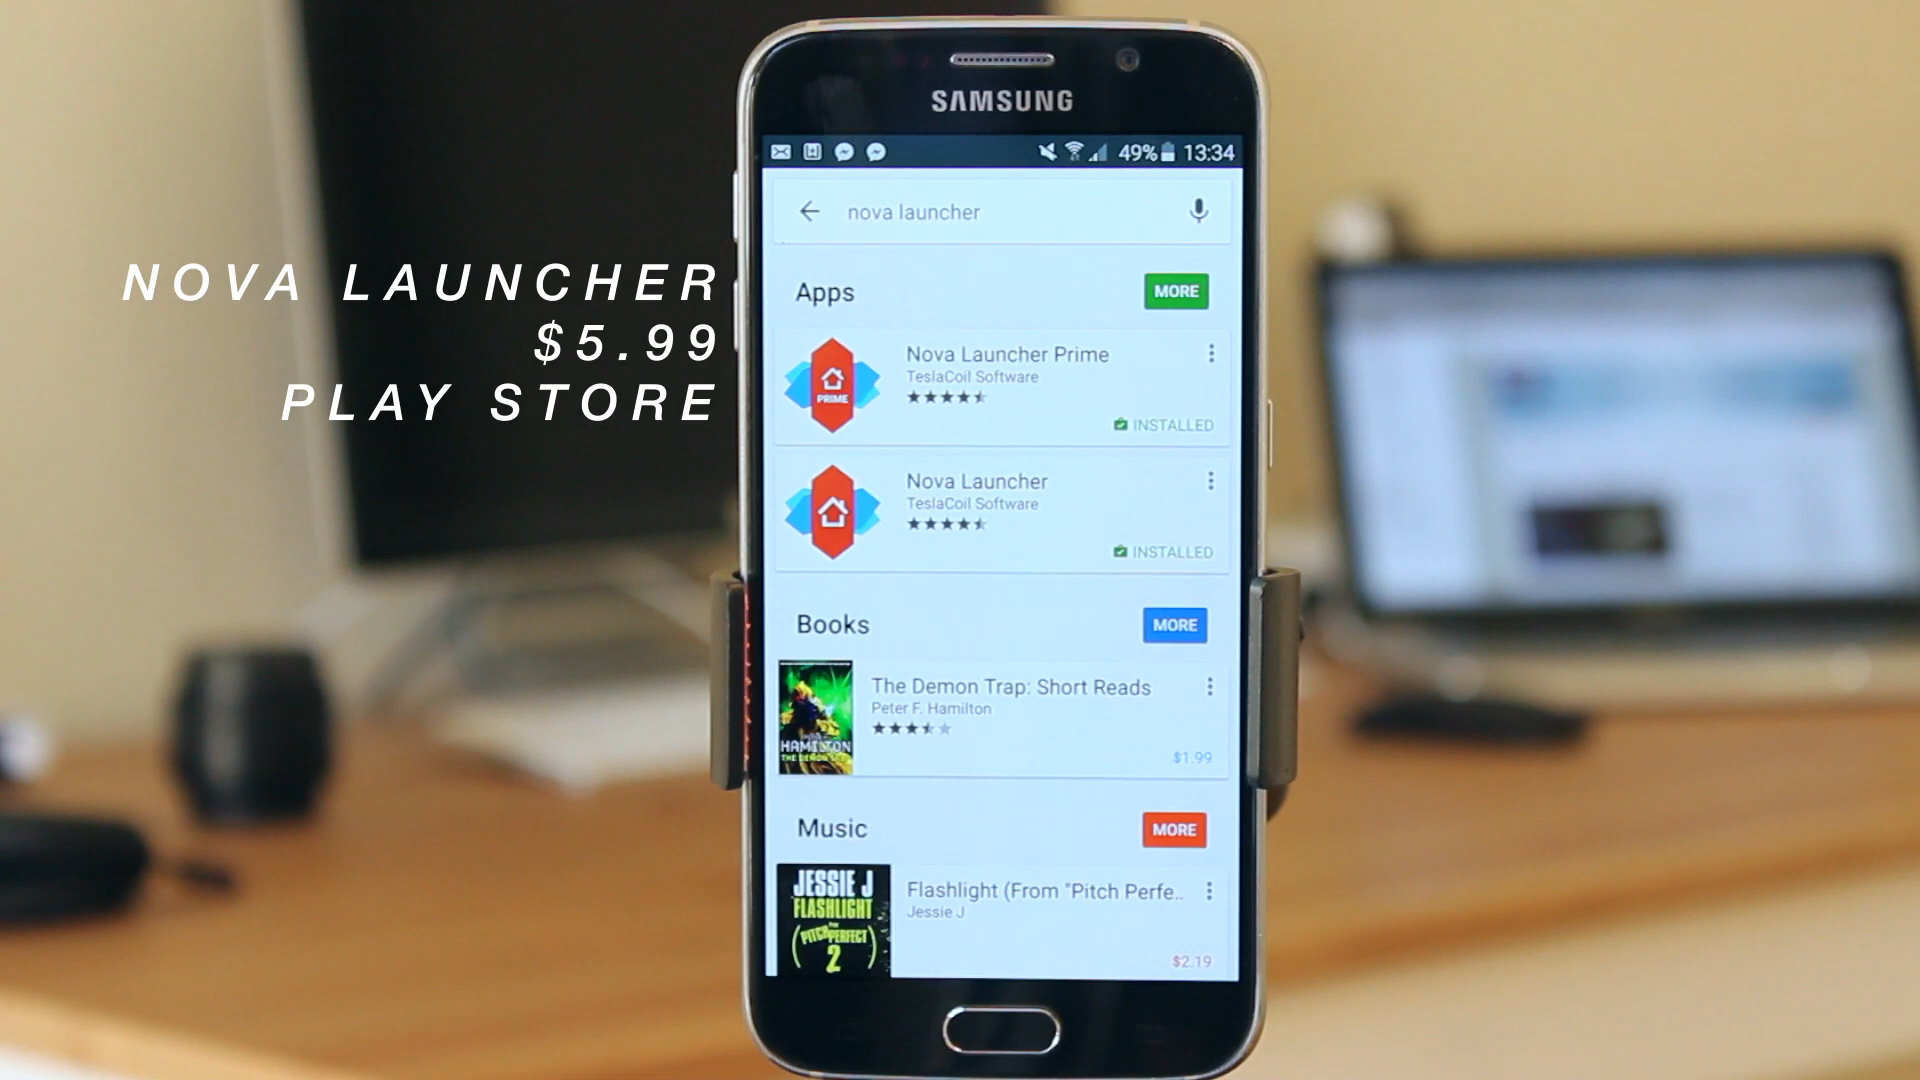 NOVA LAUNCHER
$5.99
PLAY STORE
SAMSUNG
49% 13:34
nova launcher
Apps
MORE
Nova Launcher Prime
TeslaCoil Software
PRIME
INSTALLED
Nova Launcher
TeslaCoil Software
INSTALLED
Books
MORE
The Demon Trap: Short Reads
Peter F. Hamilton
HAMILTON
$1.99
Music
MORE
JESSIE J
FLASHLIGHT
PITCH PERFECT
2
Flashlight (From "Pitch Perfe..
Jessie J
$2.19